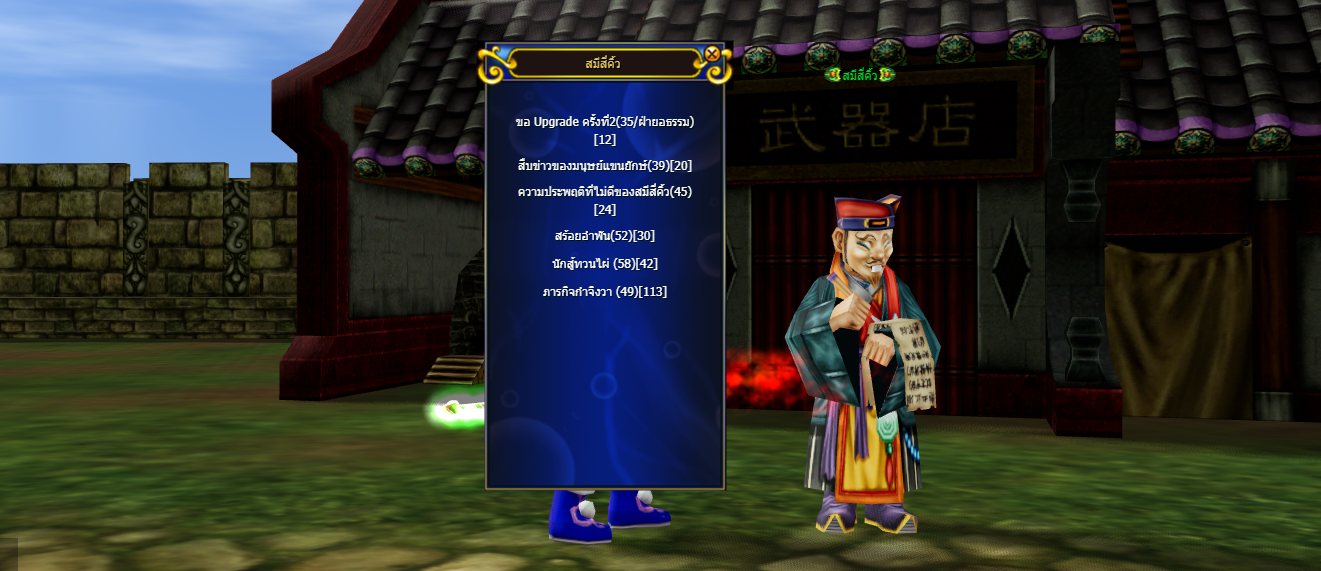 สมีสี่คิ้ว
สมีสี่คิ้ว
武器店
ขอ Upgrade ครั้งที่2(35/ฝ่ายอธรรม)
[12]
สืบข่าวของมนุษย์แขนยักษ์(39)[20]
ความประพฤติที่ไม่ดีของสมีสี่คิ้ว(45)
[24]
สร้อยอำพัน(52)[30]
นักสู้ทวนไผ่ (58)[42]
ภารกิจกำจิงวา (49)[113]